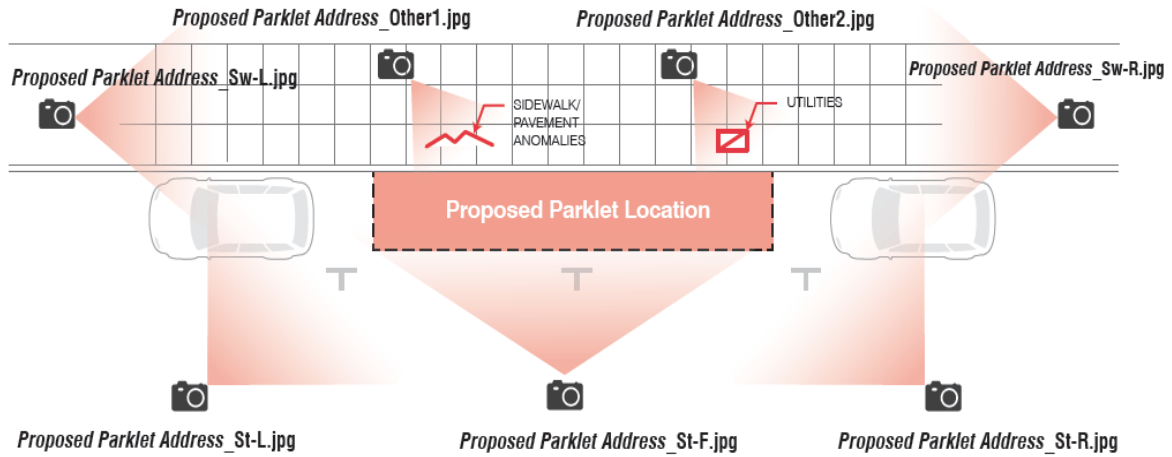 Proposed Parklet Address_Other1.jpg
Proposed Parklet Address_Other2.jpg
Proposed Parklet Address_Sw-L.jpg
Proposed Parklet Address_Sw-R.jpg
SIDEWALK/
PAVEMENT
ANOMALIES
UTILITIES
Proposed Parklet Location
Proposed Parklet Address_St-L.jpg
Proposed Parklet Address_St-F.jpg
Proposed Parklet Address_St-R.jpg